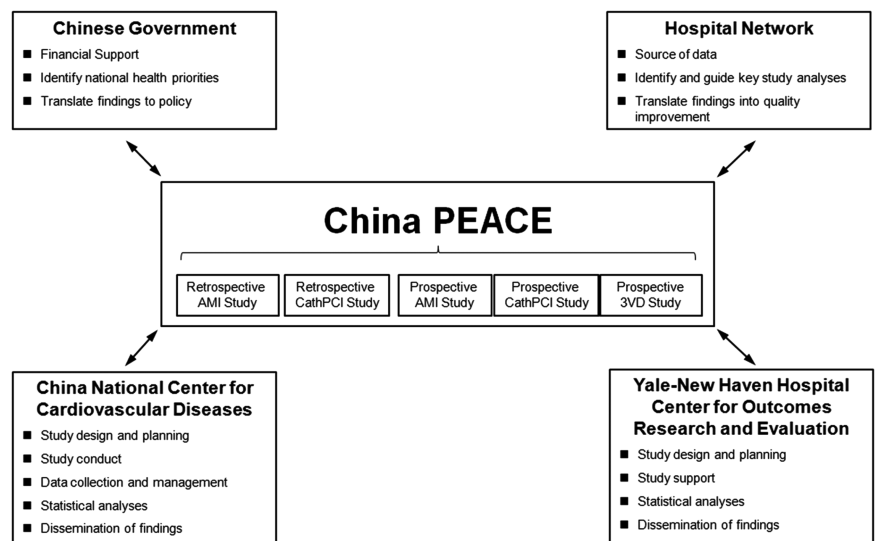 Chinese Government
■ Financial Support
■ Identify national health priorities
■ Translate findings to policy
Hospital Network
■ Source of data
■ Identify and guide key study analyses
■ Translate findings into quality
improvement
China PEACE
Retrospective
AMI Study
Retrospective
CathPCI Study
Prospective
AMI Study
Prospective
CathPCI Study
Prospective
3VD Study
China National Center for
Cardiovascular Diseases
■ Study design and planning
■ Study conduct
■ Data collection and management
■ Statistical analyses
■ Dissemination of findings
Yale-New Haven Hospital
Center for Outcomes
Research and Evaluation
■ Study design and planning
■ Study support
■ Statistical analyses
■ Dissemination of findings